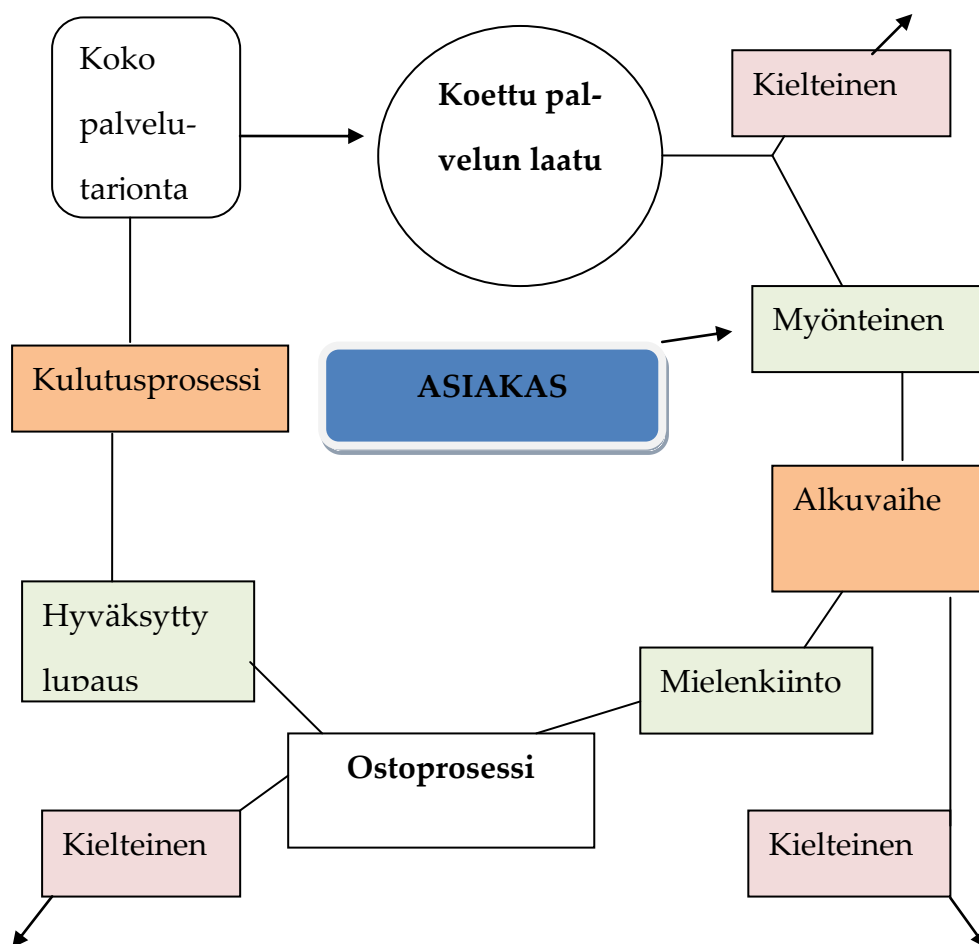 Koko
palvelu-
tarjonta
Koettu pal-
velun laatu
Kielteinen
Myönteinen
Kulutusprosessi
ASIAKAS
Alkuvaihe
Hyväksytty
lupaus
Mielenkiinto
Ostoprosessi
Kielteinen
Kielteinen